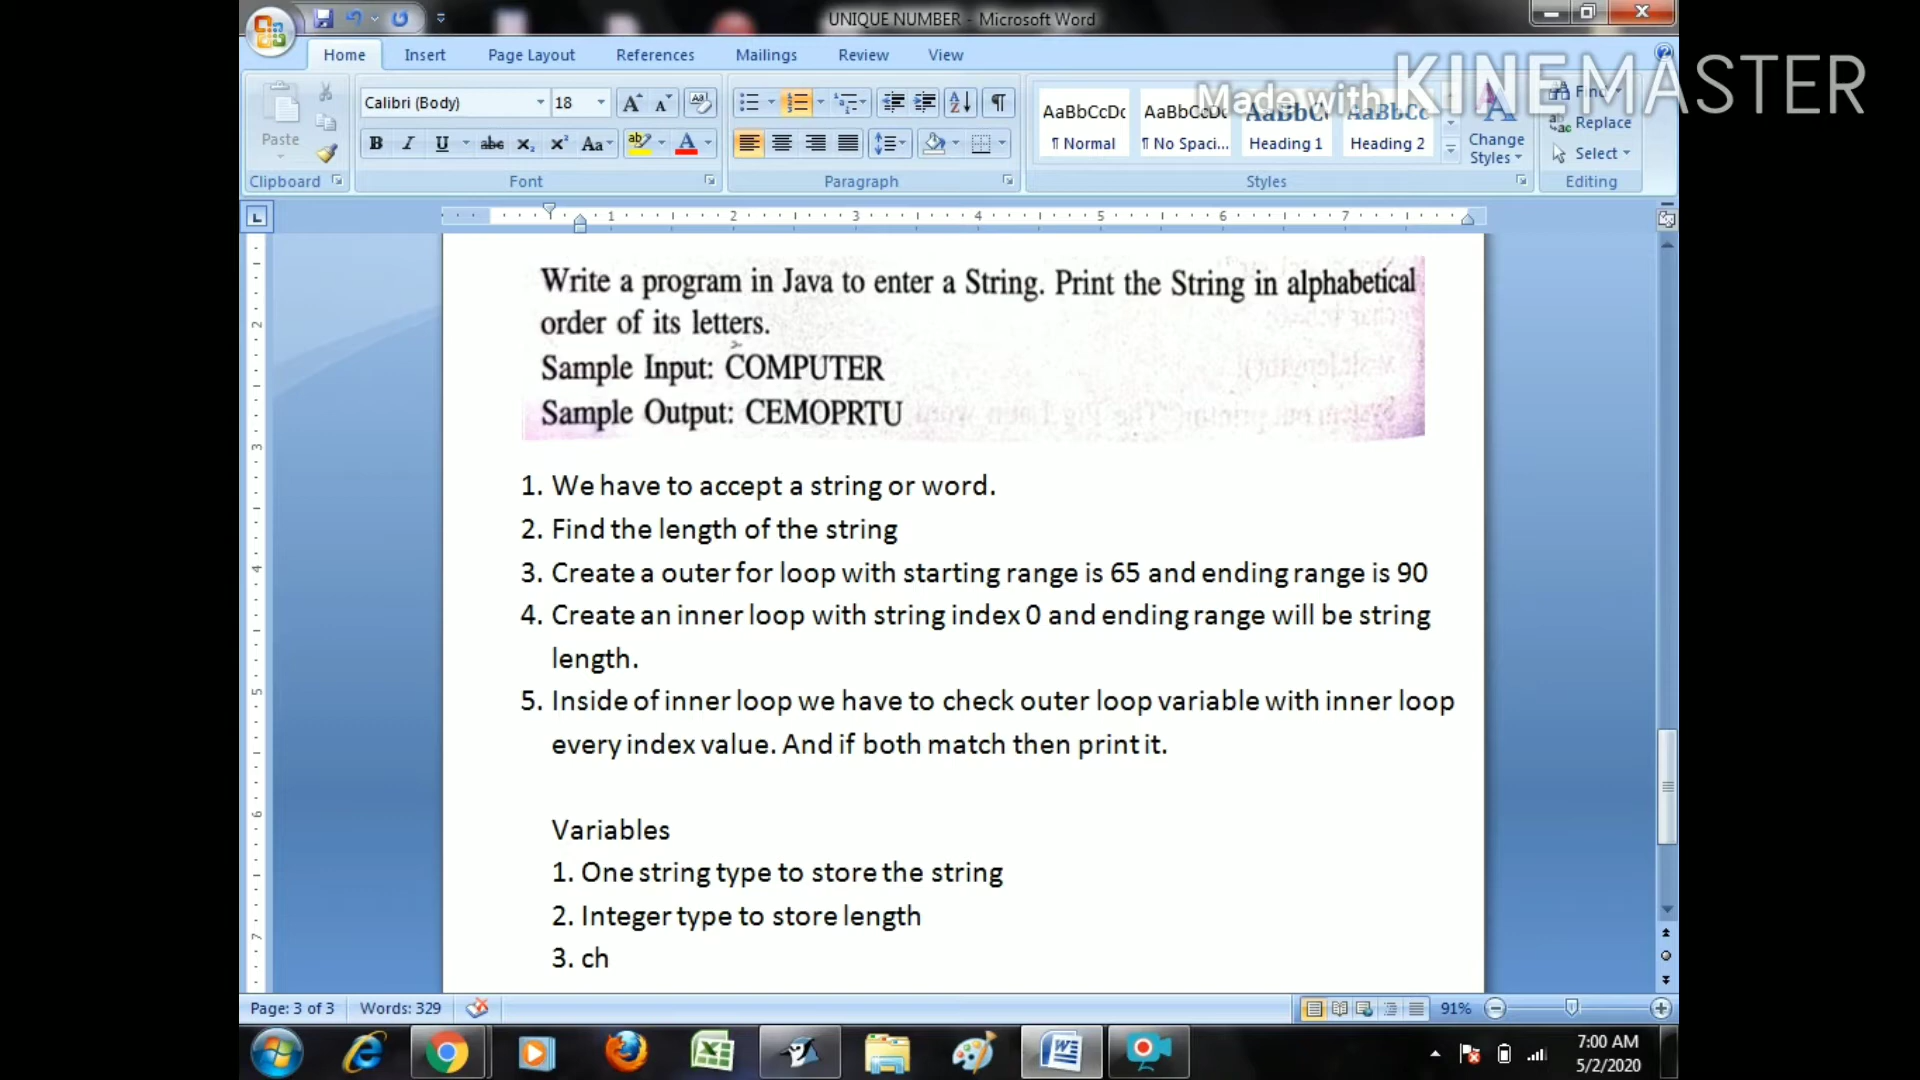 UNIQUE NUMBER - Microsoft Word
Home Insert Page Layout References Mailings Review View
Made with KINEMASTER
Paste
Calibri (Body) 18
AaBbCcDc AaBbCcDc AaBbC AaBbCc
¶ Normal ¶ No Spaci... Heading 1 Heading 2
Change Styles
Find
Replace
Select
Clipboard Font Paragraph Styles Editing
1 2 3 4 5 6 7
Write a program in Java to enter a String. Print the String in alphabetical
order of its letters.
Sample Input: COMPUTER
Sample Output: CEMOPRTU
1. We have to accept a string or word.
2. Find the length of the string
3. Create a outer for loop with starting range is 65 and ending range is 90
4. Create an inner loop with string index 0 and ending range will be string
length.
5. Inside of inner loop we have to check outer loop variable with inner loop
every index value. And if both match then print it.
Variables
1. One string type to store the string
2. Integer type to store length
3. ch
Page: 3 of 3 Words: 329 91%
7:00 AM
5/2/2020